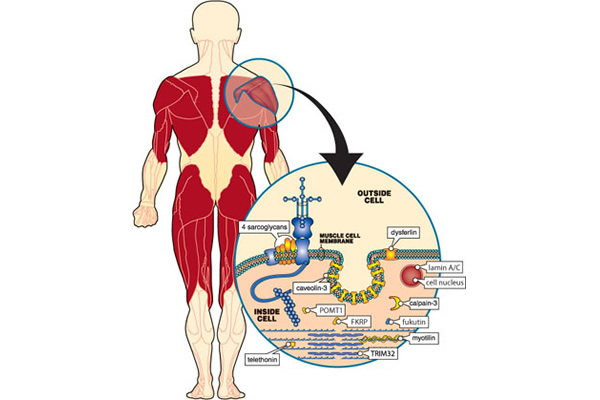 OUTSIDE
CELL
4 sarcoglycans
MUSCLE CELL
MEMBRANE
dysferlin
lamin A/C
cell nucleus
caveolin-3
calpain-3
POMT1
INSIDE
CELL
FKRP
fukutin
myotilin
telethonin
TRIM32